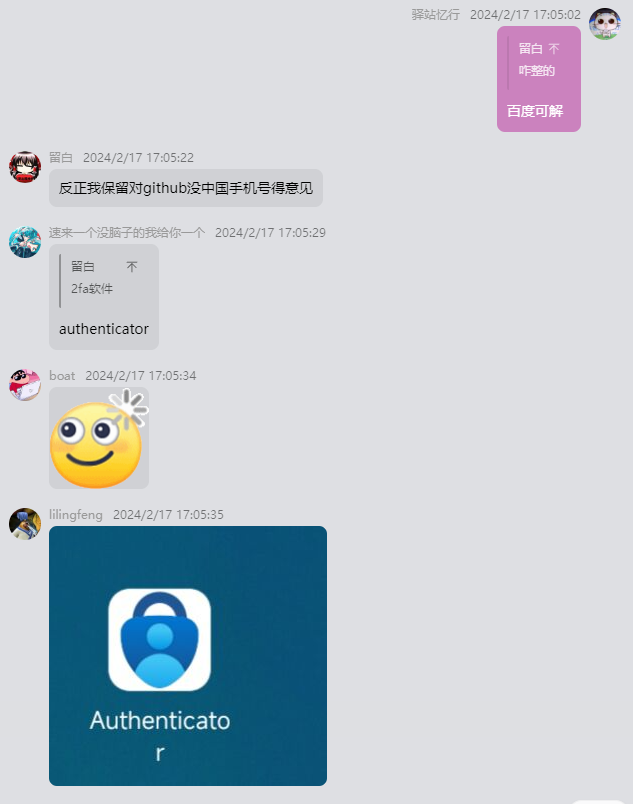 驿站忆行 2024/2/17 17:05:02
留白 不
咋整的
百度可解
留白 2024/2/17 17:05:22
反正我保留对github没中国手机号得意见
速来一个没脑子的我给你一个 2024/2/17 17:05:29
留白 不
2fa软件
authenticator
boat 2024/2/17 17:05:34
lilingfeng 2024/2/17 17:05:35
Authenticato
r